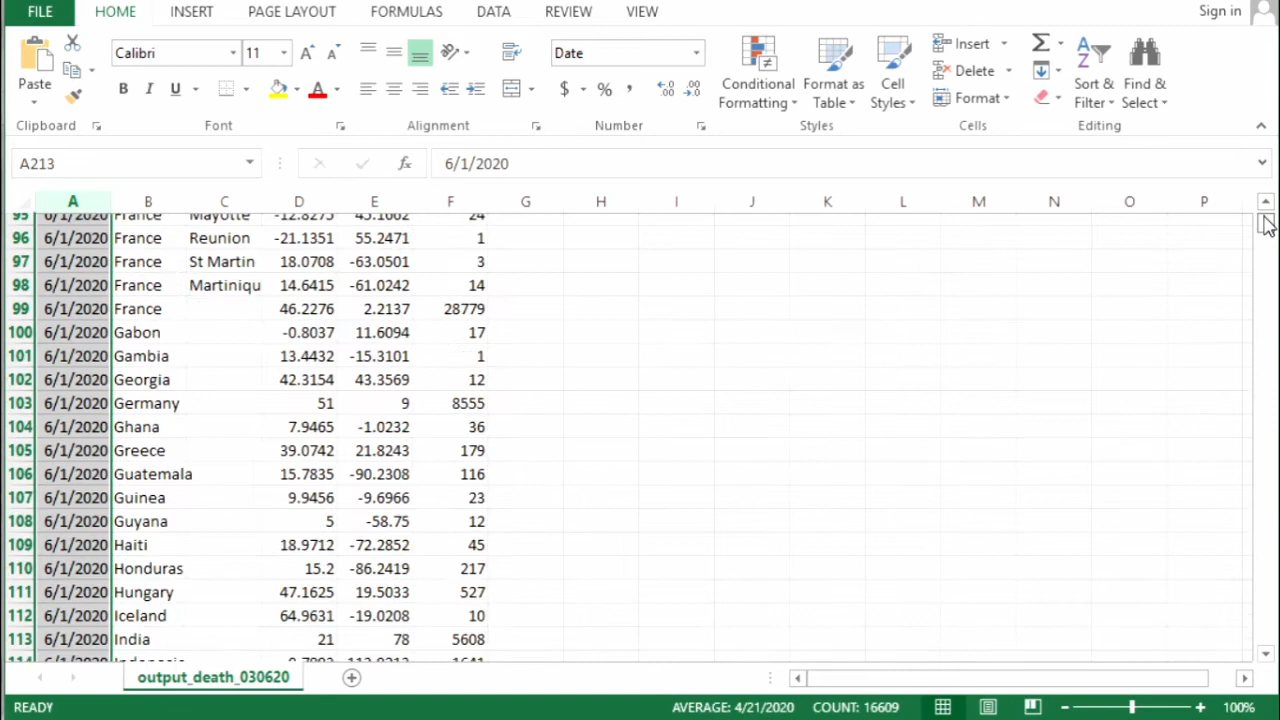 FILE HOME INSERT PAGE LAYOUT FORMULAS DATA REVIEW VIEW Sign in
Calibri 11 A A Date Insert Σ A Z
B I U A $ % , .0 .00 Delete
Paste Conditional Formatting Format as Table Cell Styles Format Sort & Filter Find & Select
Clipboard Font Alignment Number Styles Cells Editing
A213 fx 6/1/2020
A B C D E F G H I J K L M N O P
95 6/1/2020 France Mayotte -12.8275 45.1662 24
96 6/1/2020 France Reunion -21.1351 55.2471 1
97 6/1/2020 France St Martin 18.0708 -63.0501 3
98 6/1/2020 France Martiniqu 14.6415 -61.0242 14
99 6/1/2020 France 46.2276 2.2137 28779
100 6/1/2020 Gabon -0.8037 11.6094 17
101 6/1/2020 Gambia 13.4432 -15.3101 1
102 6/1/2020 Georgia 42.3154 43.3569 12
103 6/1/2020 Germany 51 9 8555
104 6/1/2020 Ghana 7.9465 -1.0232 36
105 6/1/2020 Greece 39.0742 21.8243 179
106 6/1/2020 Guatemala 15.7835 -90.2308 116
107 6/1/2020 Guinea 9.9456 -9.6966 23
108 6/1/2020 Guyana 5 -58.75 12
109 6/1/2020 Haiti 18.9712 -72.2852 45
110 6/1/2020 Honduras 15.2 -86.2419 217
111 6/1/2020 Hungary 47.1625 19.5033 527
112 6/1/2020 Iceland 64.9631 -19.0208 10
113 6/1/2020 India 21 78 5608
114 6/1/2020 Indonesia
output_death_030620
READY AVERAGE: 4/21/2020 COUNT: 16609 100%